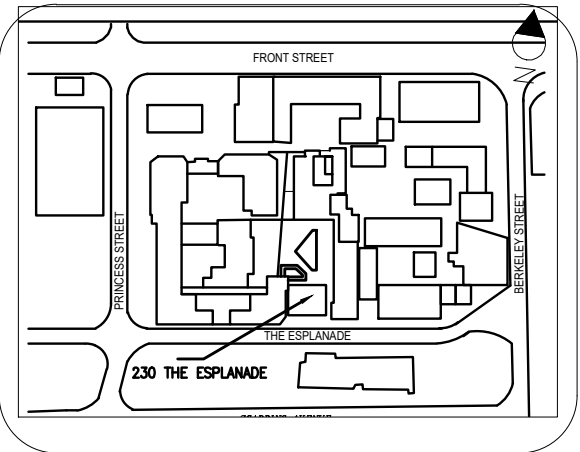 FRONT STREET
N
PRINCESS STREET
BERKELEY STREET
THE ESPLANADE
230 THE ESPLANADE